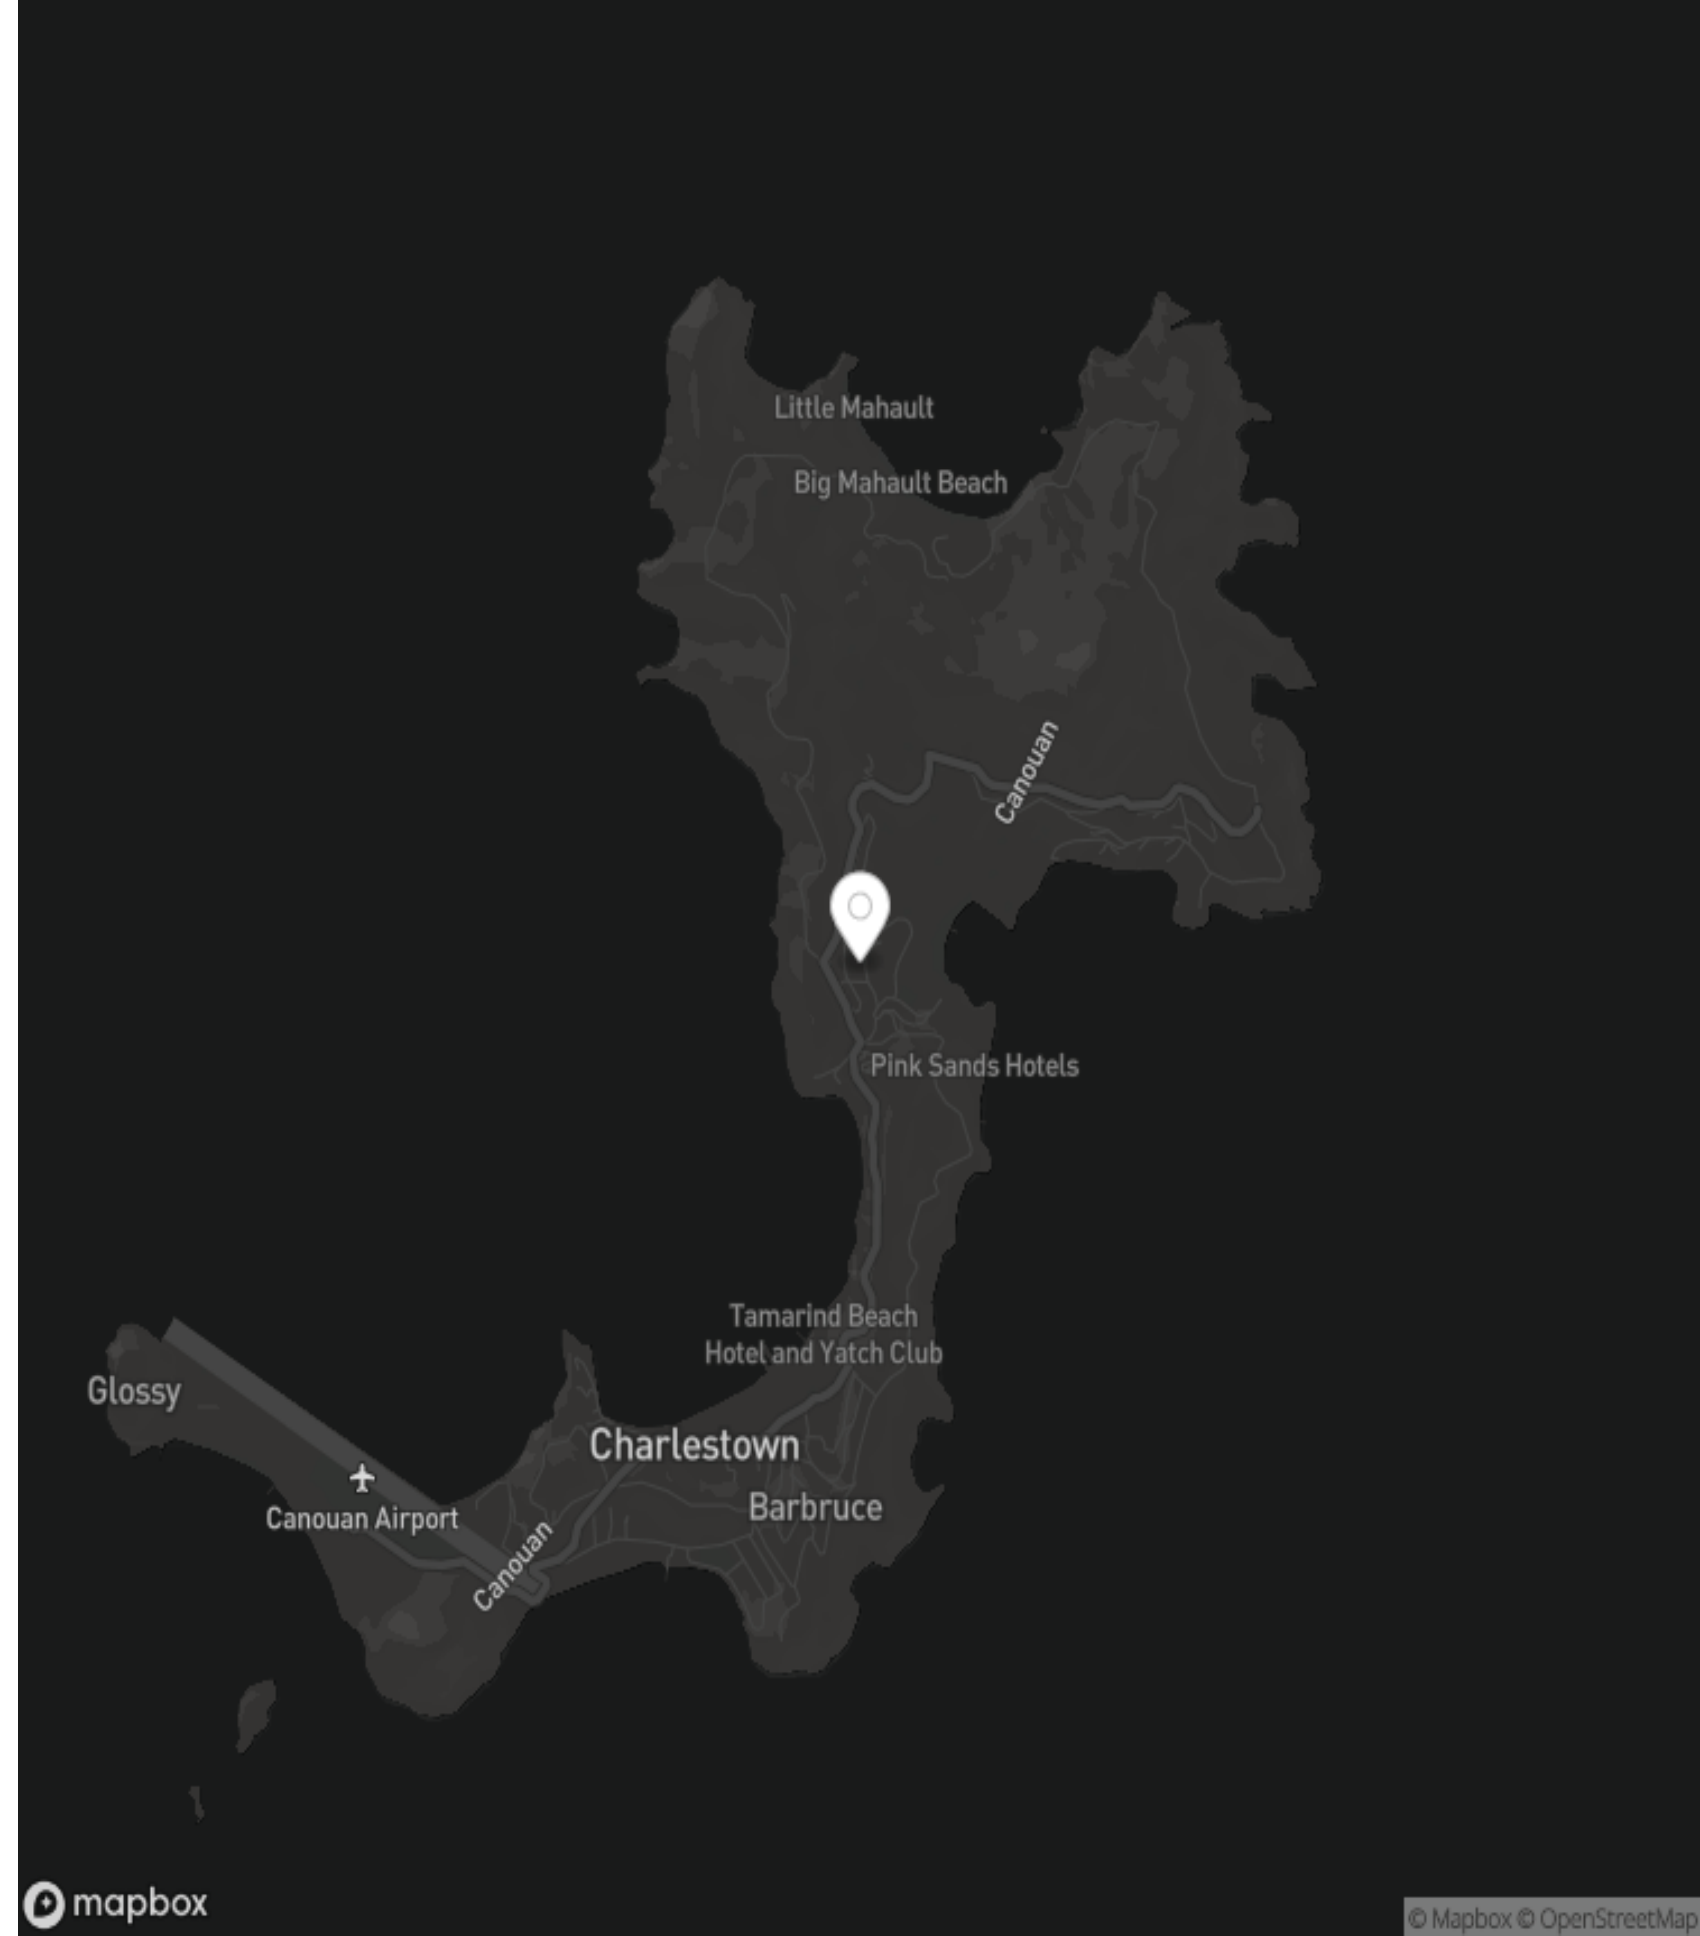 Little Mahault
Big Mahault Beach
Canouan
Pink Sands Hotels
Tamarind Beach
Hotel and Yatch Club
Glossy
Charlestown
Barbruce
Canouan Airport
Canouan
mapbox
© Mapbox © OpenStreetMap